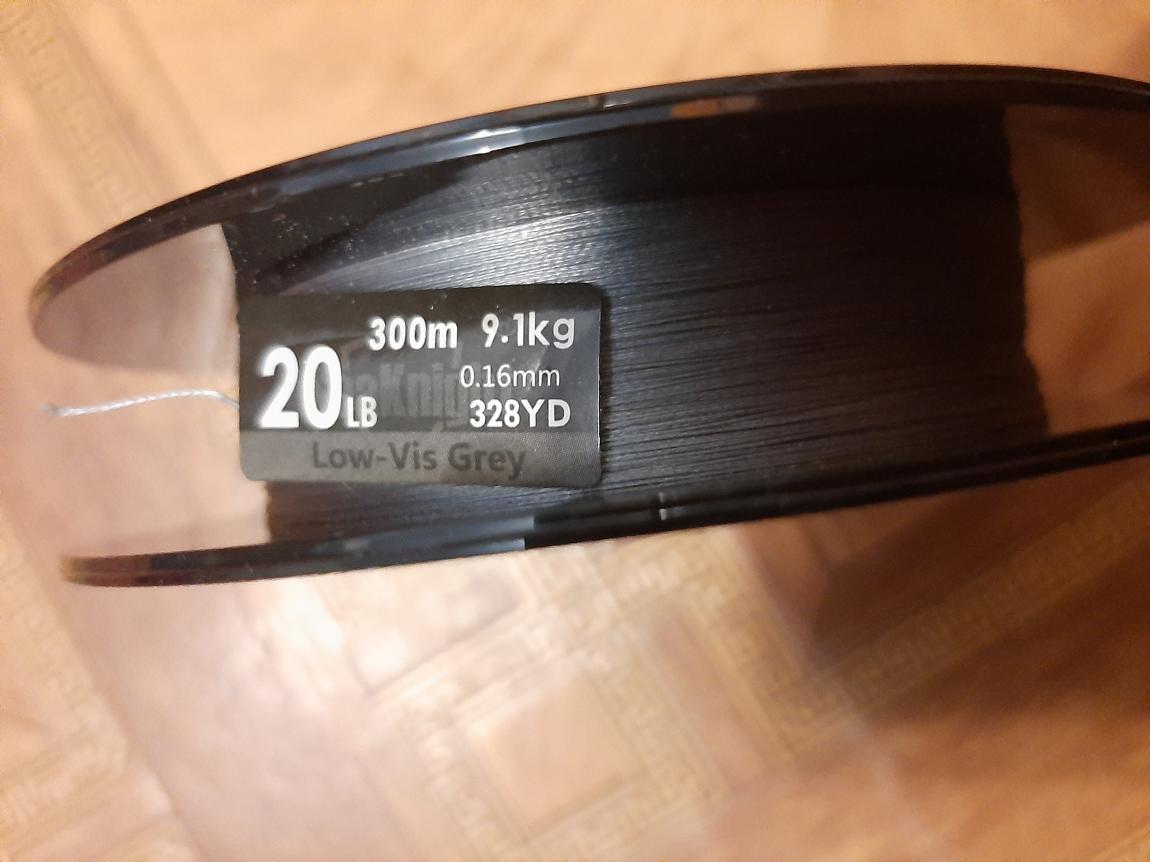 300m 9.1kg
20LB
0.16mm
328YD
Low-Vis Grey